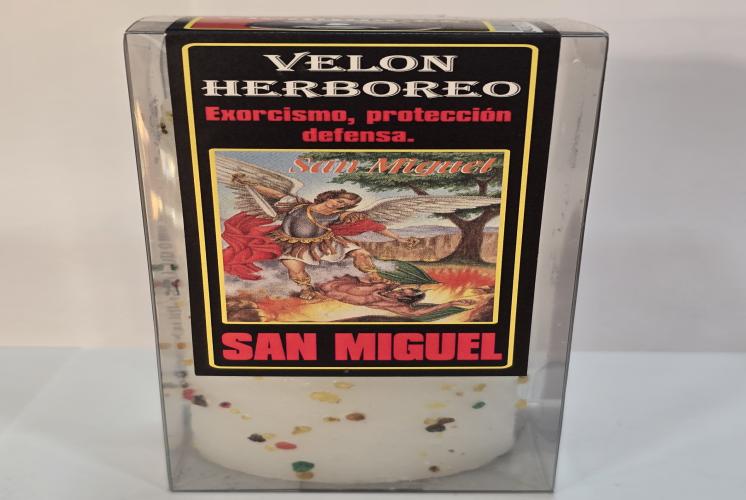 VELON
HERBOREO
Exorcismo, protección
defensa.
San Miguel
SAN MIGUEL